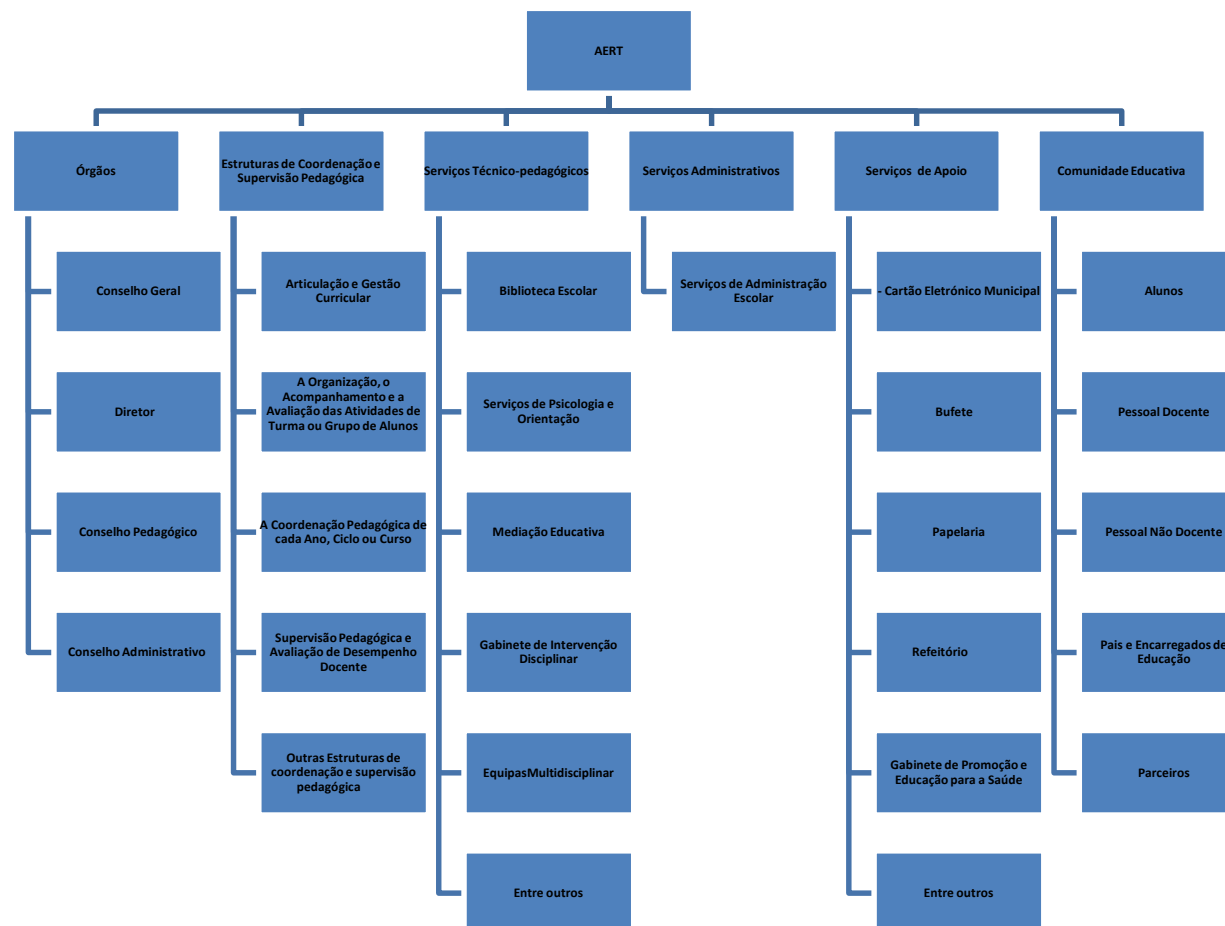 AERT
Órgãos
Estruturas de Coordenação e
Supervisão Pedagógica
Serviços Técnico-pedagógicos
Serviços Administrativos
Serviços de Apoio
Comunidade Educativa
Conselho Geral
Diretor
Conselho Pedagógico
Conselho Administrativo
Articulação e Gestão
Curricular
A Organização, o
Acompanhamento e a
Avaliação das Atividades de
Turma ou Grupo de Alunos
A Coordenação Pedagógica de
cada Ano, Ciclo ou Curso
Supervisão Pedagógica e
Avaliação de Desempenho
Docente
Outras Estruturas de
coordenação e supervisão
pedagógica
Biblioteca Escolar
Serviços de Psicologia e
Orientação
Mediação Educativa
Gabinete de Intervenção
Disciplinar
EquipasMultidisciplinar
Entre outros
Serviços de Administração
Escolar
- Cartão Eletrónico Municipal
Bufete
Papelaria
Refeitório
Gabinete de Promoção e
Educação para a Saúde
Entre outros
Alunos
Pessoal Docente
Pessoal Não Docente
Pais e Encarregados de
Educação
Parceiros